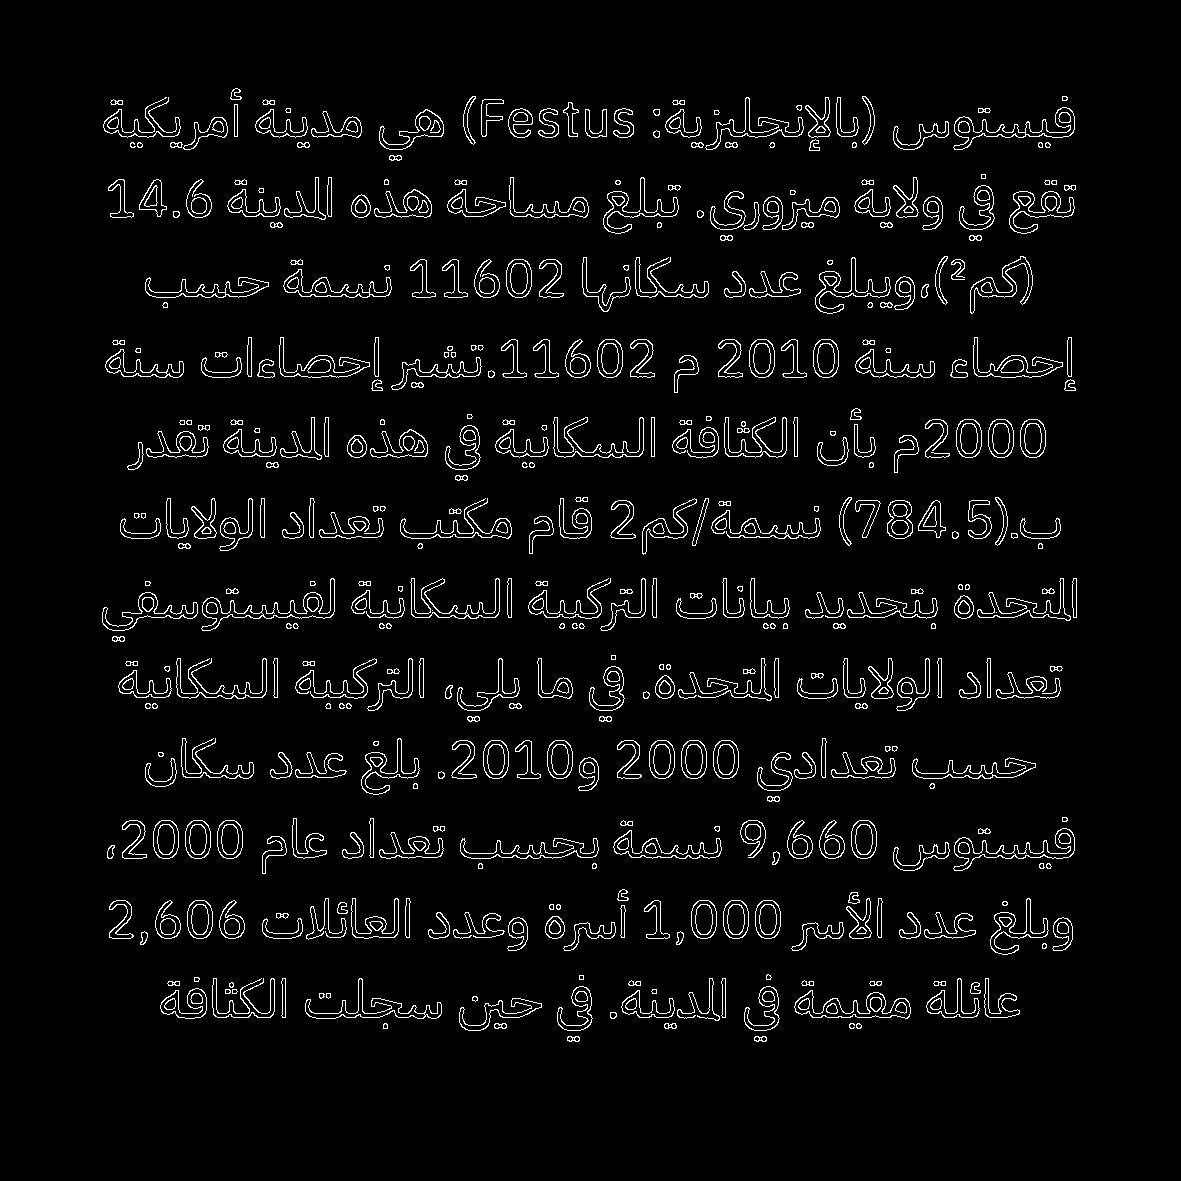 فيستوس (بالإنجليزية: Festus) هي مدينة أمريكية
تقع في ولاية ميزوري. تبلغ مساحة هذه المدينة 14.6
(كم²)،ويبلغ عدد سكانها 11602 نسمة حسب
إحصاء سنة 2010 م 11602.تشير إحصاءات سنة
2000م بأن الكثافة السكانية في هذه المدينة تقدر
ب.(784.5) نسمة/كم2 قام مكتب تعداد الولايات
المتحدة بتحديد بيانات التركيبة السكانية لفيستوسفي
تعداد الولايات المتحدة. في ما يلي، التركيبة السكانية
حسب تعدادي 2000 و2010. بلغ عدد سكان
فيستوس 9,660 نسمة بحسب تعداد عام 2000،
وبلغ عدد الأسر 1,000 أسرة وعدد العائلات 2,606
عائلة مقيمة في المدينة. في حين سجلت الكثافة